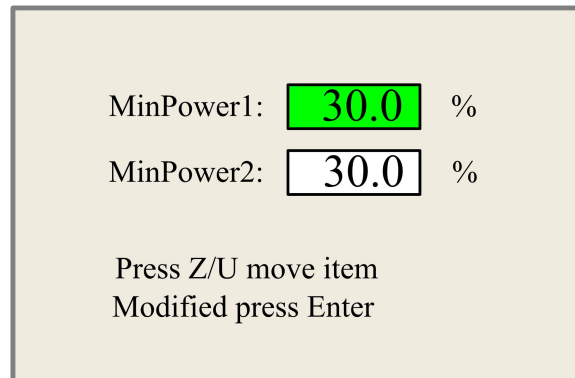 MinPower1: 30.0 %
MinPower2: 30.0 %
Press Z/U move item
Modified press Enter